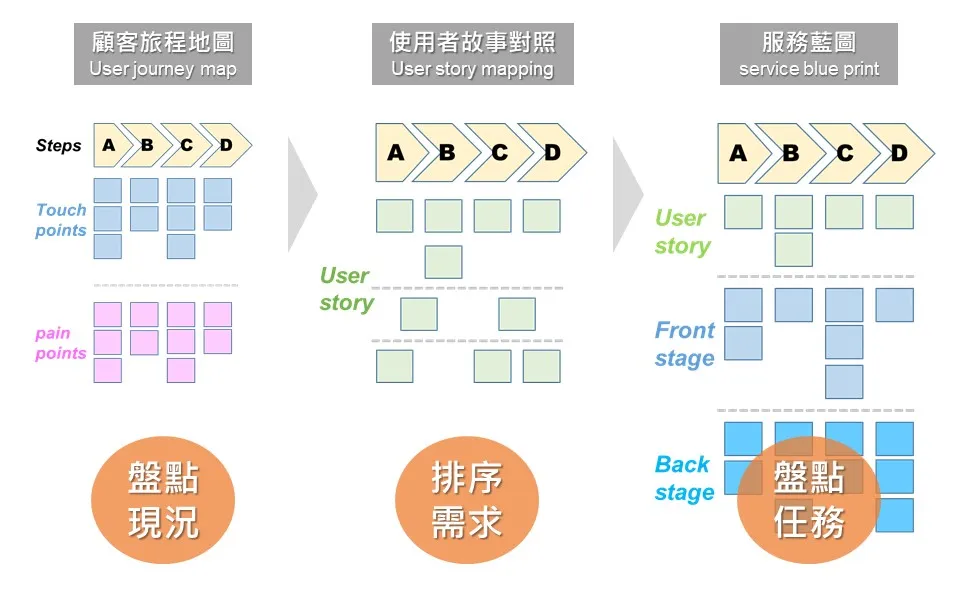 顧客旅程地圖
User journey map
Steps
A B C D
Touch
points
pain
points
盤點
現況
使用者故事對照
User story mapping
A B C D
User
story
排序
需求
服務藍圖
service blue print
A B C D
User
story
Front
stage
Back
stage
盤點
任務